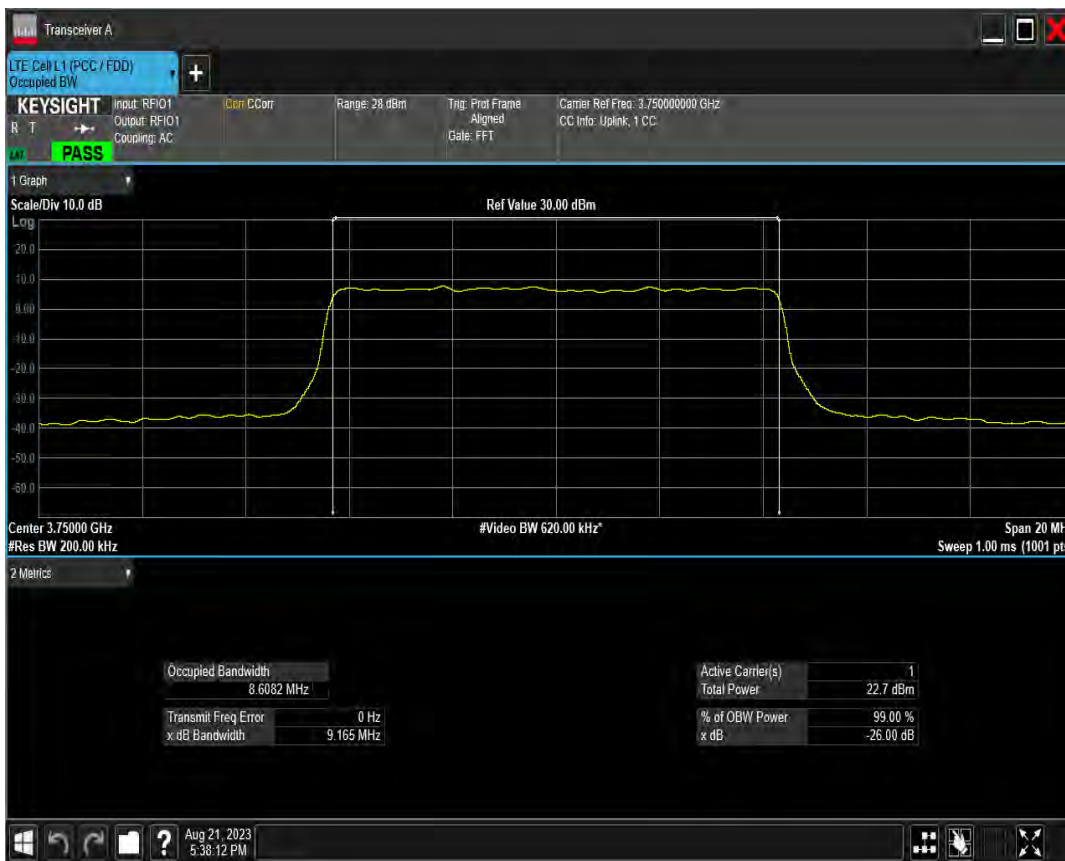 Transceiver A
LTE Cell L1 (PCC / FDD)
Occupied BW
+
KEYSIGHT
R T
PASS
Input: RFIO1
Output: RFIO1
Coupling: AC
Corr CCorr
Range: 28 dBm
Trig: Prot Frame
Aligned
Gate: FFT
Carrier Ref Freq: 3.750000000 GHz
CC Info: Uplink, 1 CC
1 Graph
Scale/Div 10.0 dB
Ref Value 30.00 dBm
Log
20.0
10.0
0.00
-10.0
-20.0
-30.0
-40.0
-50.0
-60.0
Center 3.75000 GHz
#Video BW 620.00 kHz*
Span 20 MH
#Res BW 200.00 kHz
Sweep 1.00 ms (1001 pts
2 Metrics
Occupied Bandwidth
8.6082 MHz
Transmit Freq Error 0 Hz
x dB Bandwidth 9.165 MHz
Active Carrier(s) 1
Total Power 22.7 dBm
% of OBW Power 99.00 %
x dB -26.00 dB
?
Aug 21, 2023
5:38:12 PM